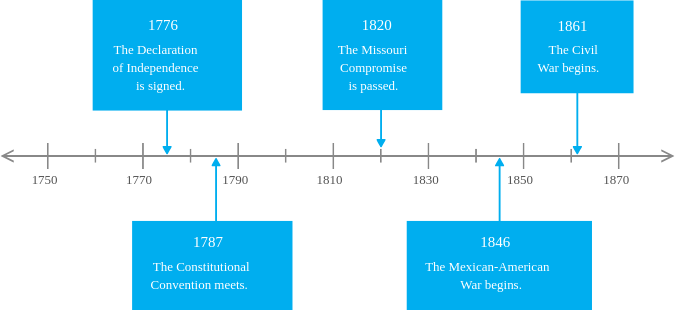 1776
The Declaration
of Independence
is signed.
1820
The Missouri
Compromise
is passed.
1861
The Civil
War begins.
1750
1770
1790
1810
1830
1850
1870
1787
The Constitutional
Convention meets.
1846
The Mexican-American
War begins.